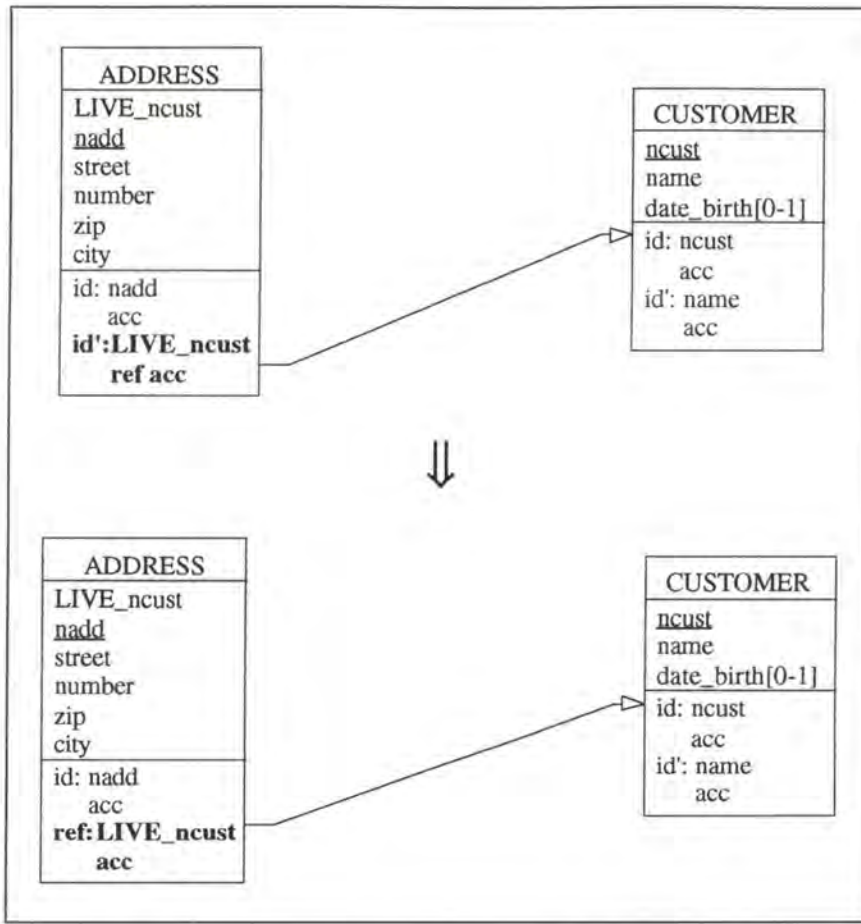 ADDRESS
LIVE_ncust
nadd
street
number
zip
city
id: nadd
acc
id':LIVE_ncust
ref acc
CUSTOMER
ncust
name
date_birth[0-1]
id: ncust
acc
id': name
acc
⇓
ADDRESS
LIVE_ncust
nadd
street
number
zip
city
id: nadd
acc
ref:LIVE_ncust
acc
CUSTOMER
ncust
name
date_birth[0-1]
id: ncust
acc
id': name
acc